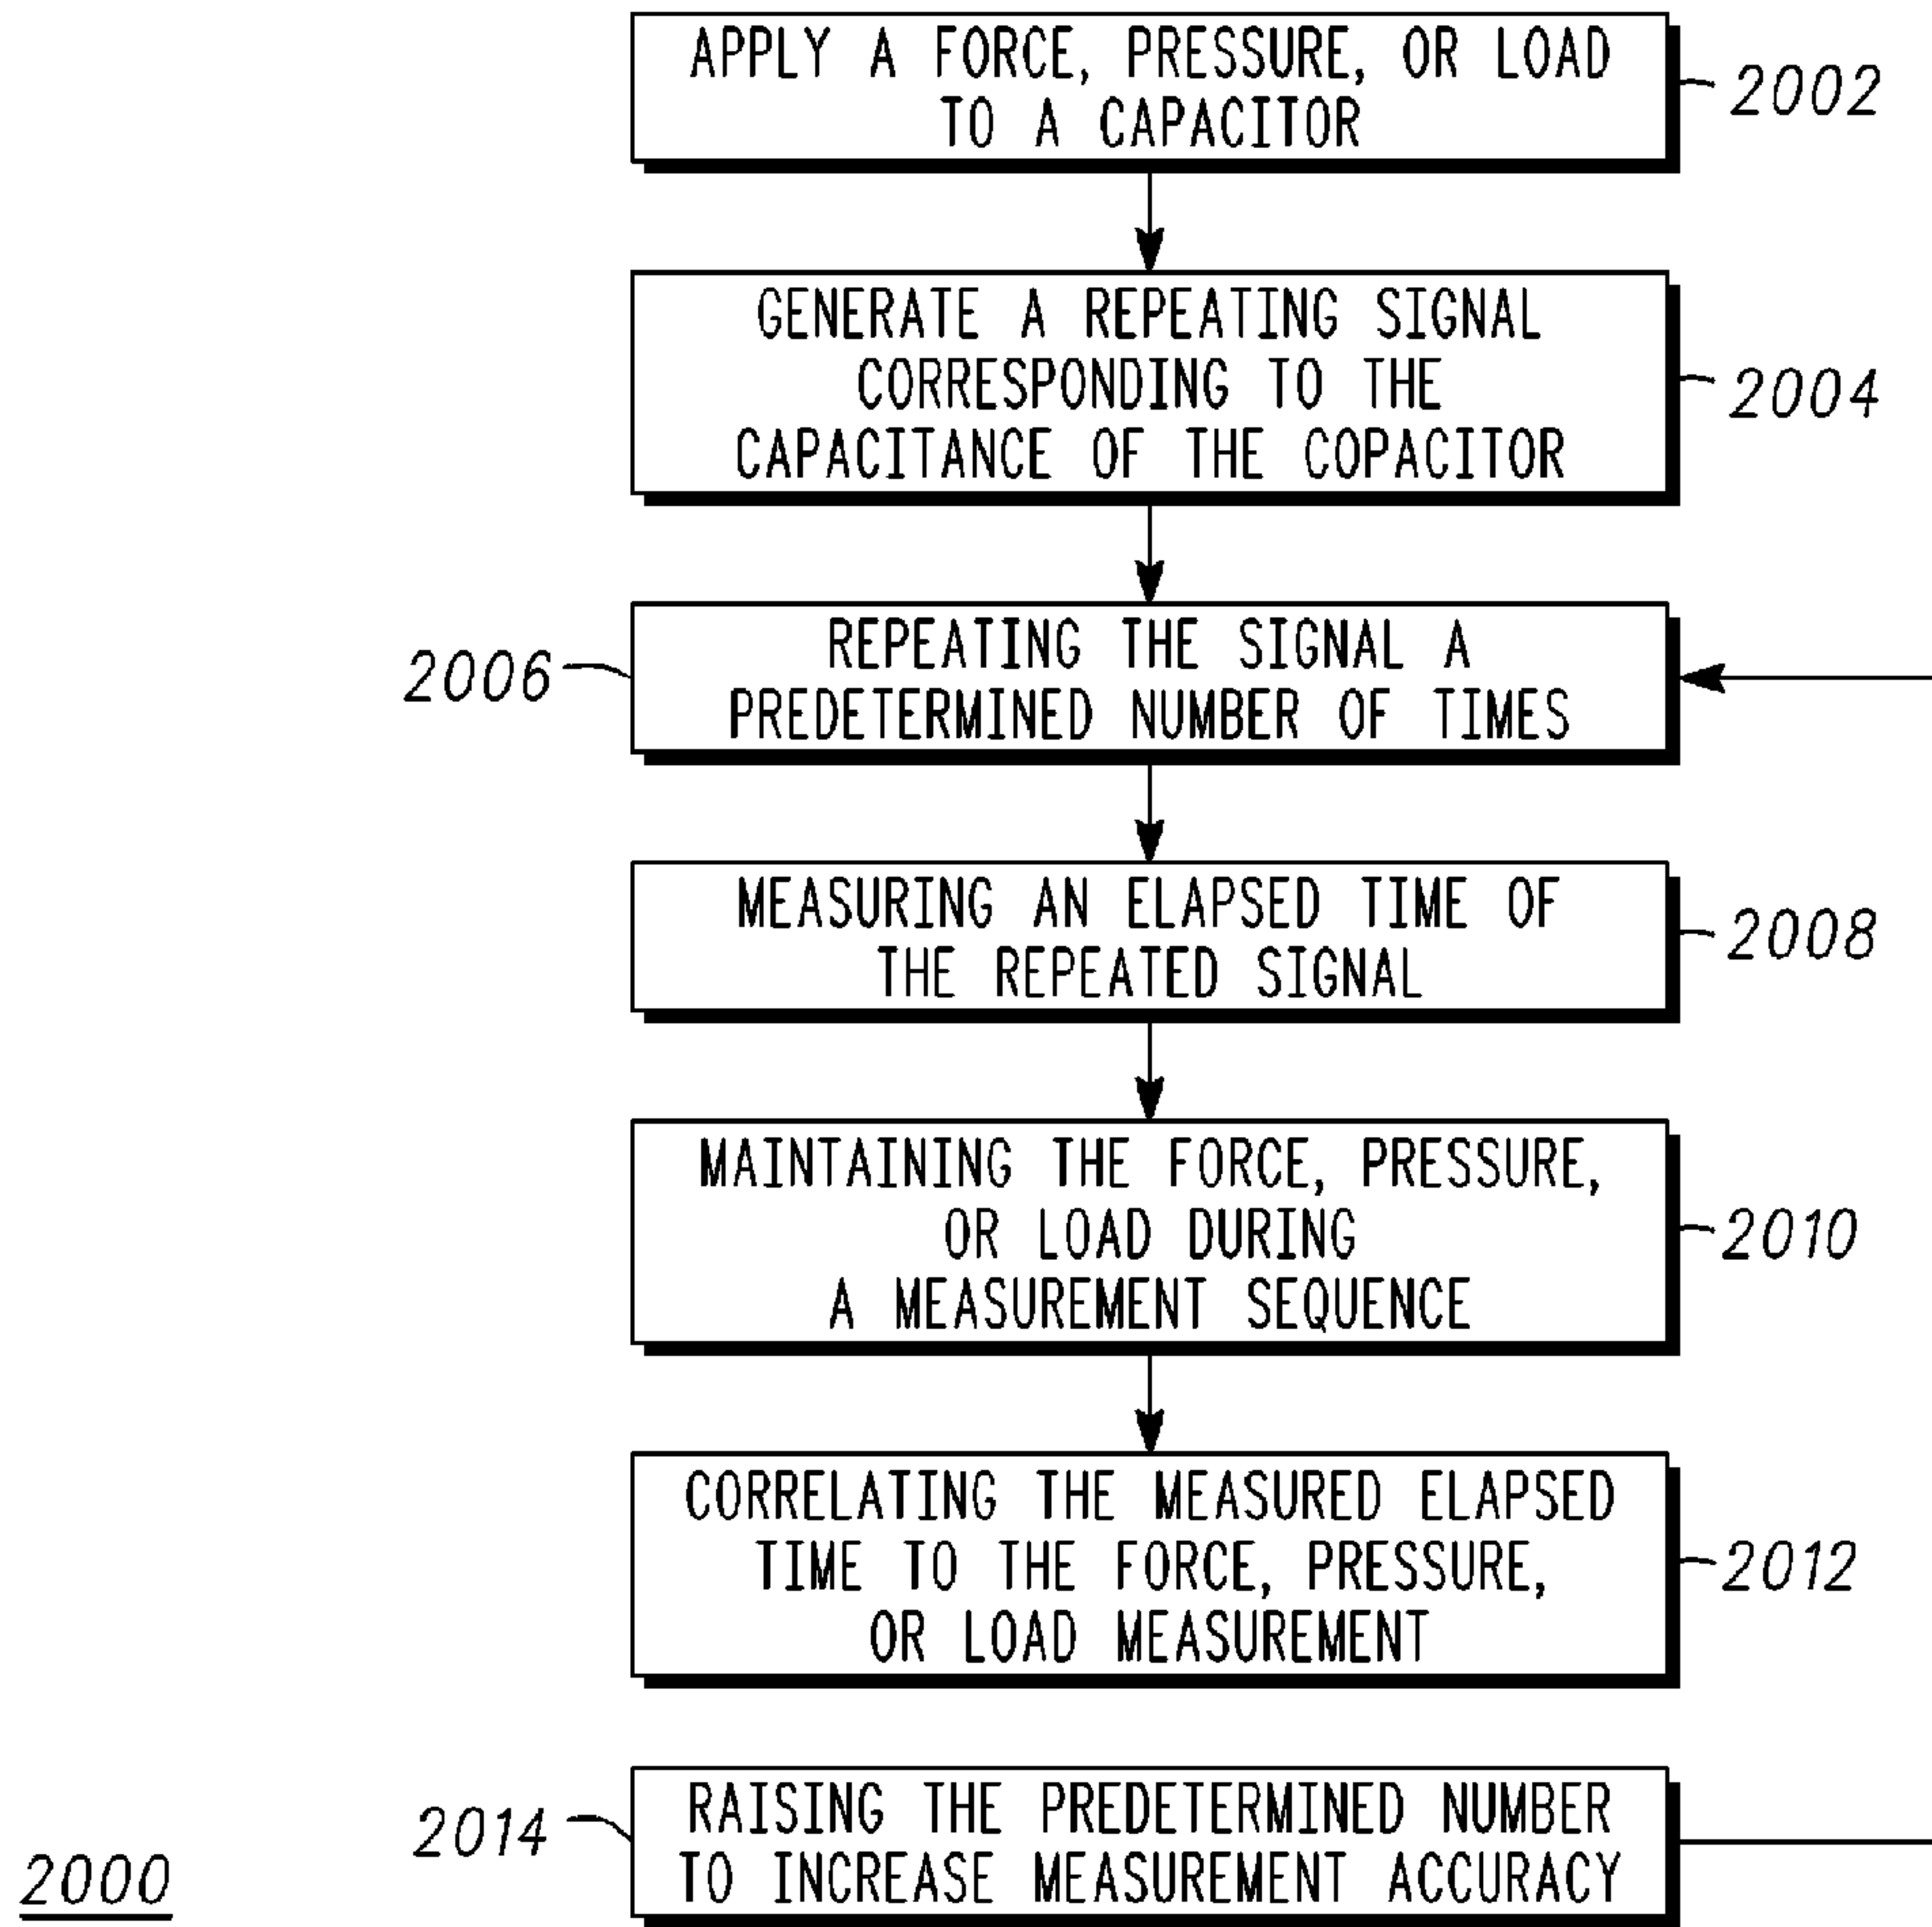 APPLY A FORCE, PRESSURE, OR LOAD
TO A CAPACITOR
2002
GENERATE A REPEATING SIGNAL
CORRESPONDING TO THE
CAPACITANCE OF THE COPACITOR
2004
2006
REPEATING THE SIGNAL A
PREDETERMINED NUMBER OF TIMES
MEASURING AN ELAPSED TIME OF
THE REPEATED SIGNAL
2008
MAINTAINING THE FORCE, PRESSURE,
OR LOAD DURING
A MEASUREMENT SEQUENCE
2010
CORRELATING THE MEASURED ELAPSED
TIME TO THE FORCE, PRESSURE,
OR LOAD MEASUREMENT
2012
2014
RAISING THE PREDETERMINED NUMBER
TO INCREASE MEASUREMENT ACCURACY
2000